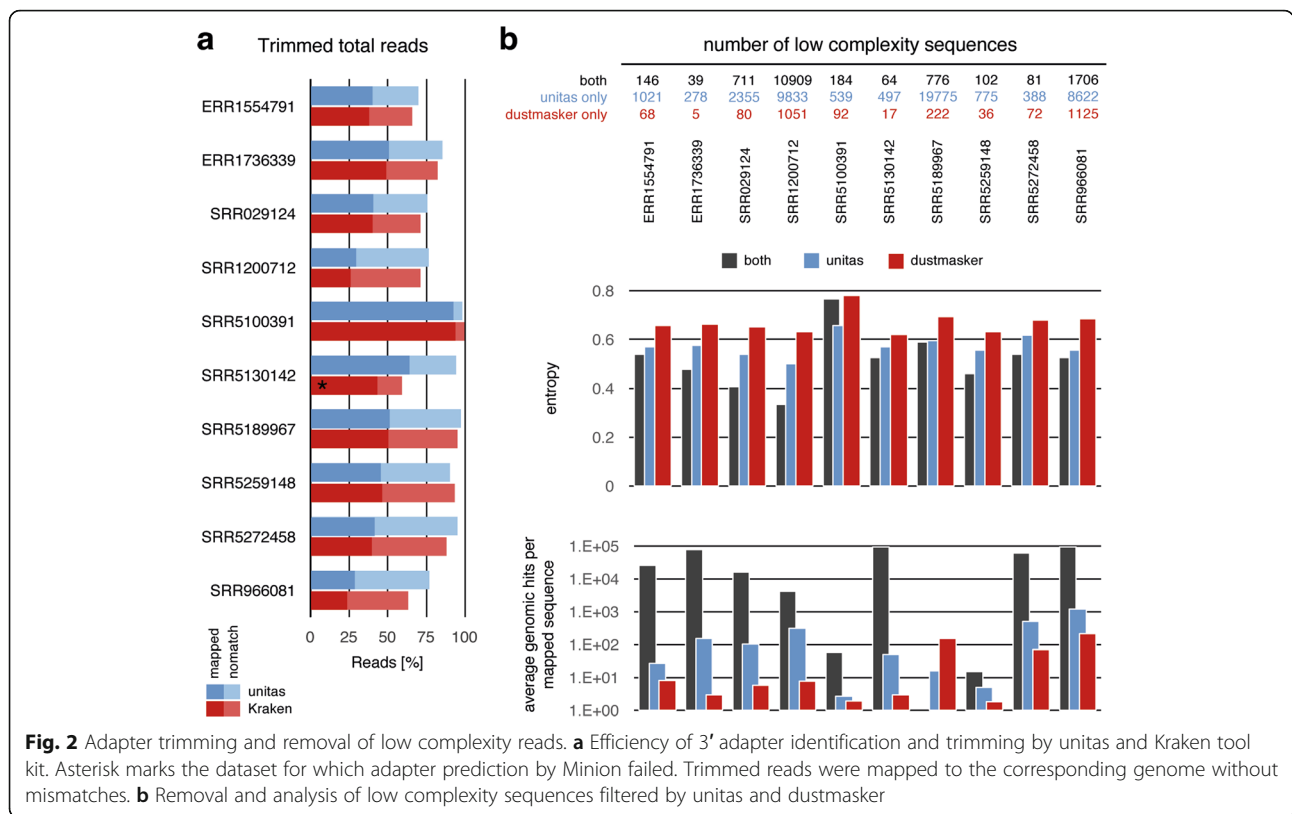 a
Trimmed total reads
ERR1554791
ERR1736339
SRR029124
SRR1200712
SRR5100391
SRR5130142
*
SRR5189967
SRR5259148
SRR5272458
SRR966081
0 25 50 75 100
Reads [%]
mapped
nomatch
unitas
Kraken
b
number of low complexity sequences
both 146 39 711 10909 184 64 776 102 81 1706
unitas only 1021 278 2355 9833 539 497 19775 775 388 8622
dustmasker only 68 5 80 1051 92 17 222 36 72 1125
ERR1554791
ERR1736339
SRR029124
SRR1200712
SRR5100391
SRR5130142
SRR5189967
SRR5259148
SRR5272458
SRR966081
both unitas dustmasker
0.8
0.6
0.4
0.2
0
entropy
1.E+05
1.E+04
1.E+03
1.E+02
1.E+01
1.E+00
average genomic hits per
mapped sequence
Fig. 2 Adapter trimming and removal of low complexity reads. a Efficiency of 3′ adapter identification and trimming by unitas and Kraken tool
kit. Asterisk marks the dataset for which adapter prediction by Minion failed. Trimmed reads were mapped to the corresponding genome without
mismatches. b Removal and analysis of low complexity sequences filtered by unitas and dustmasker